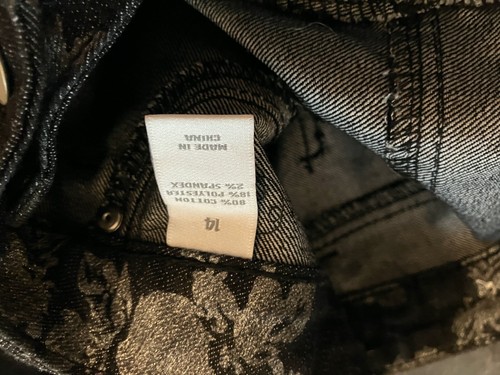 14
80% COTTON
18% POLYESTER
2% SPANDEX
MADE IN
CHINA